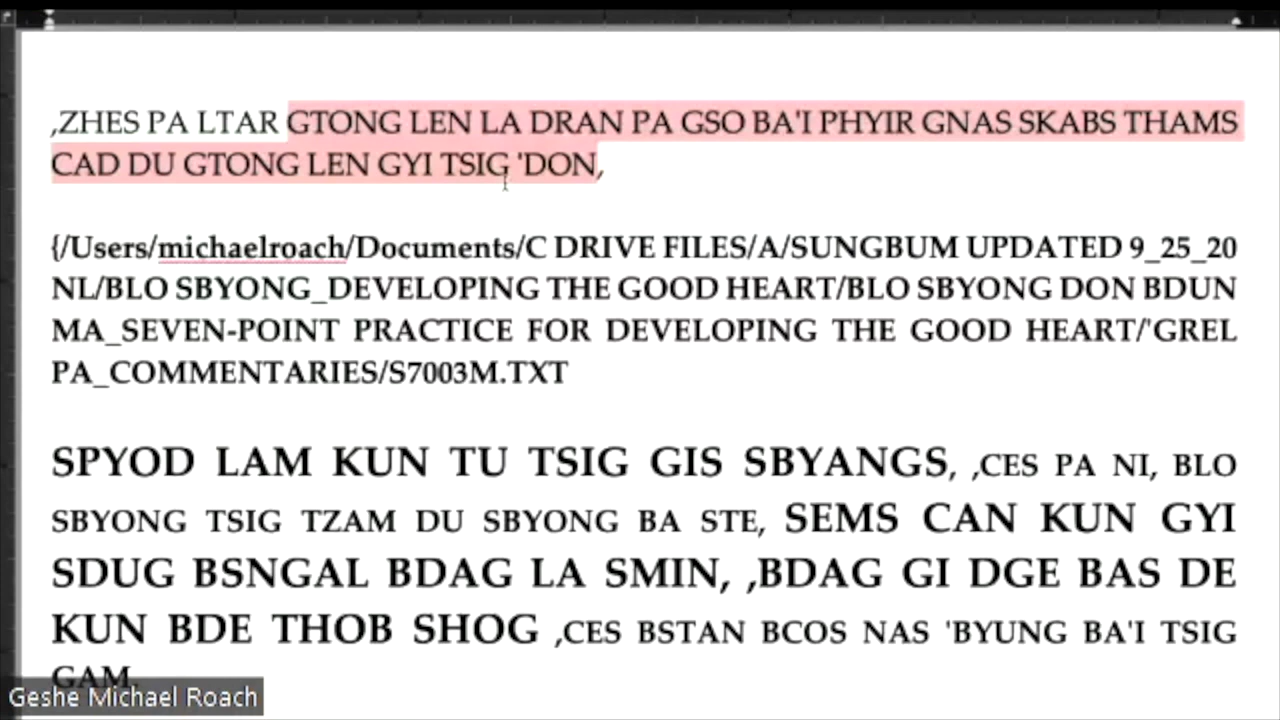 ,ZHES PA LTAR GTONG LEN LA DRAN PA GSO BA'I PHYIR GNAS SKABS THAMS
CAD DU GTONG LEN GYI TSIG 'DON,
{/Users/michaelroach/Documents/C DRIVE FILES/A/SUNGBUM UPDATED 9_25_20
NL/BLO SBYONG_DEVELOPING THE GOOD HEART/BLO SBYONG DON BDUN
MA_SEVEN-POINT PRACTICE FOR DEVELOPING THE GOOD HEART/'GREL
PA_COMMENTARIES/S7003M.TXT
SPYOD LAM KUN TU TSIG GIS SBYANGS, ,CES PA NI, BLO
SBYONG TSIG TZAM DU SBYONG BA STE, SEMS CAN KUN GYI
SDUG BSNGAL BDAG LA SMIN, ,BDAG GI DGE BAS DE
KUN BDE THOB SHOG ,CES BSTAN BCOS NAS 'BYUNG BA'I TSIG
GAM,
Geshe Michael Roach